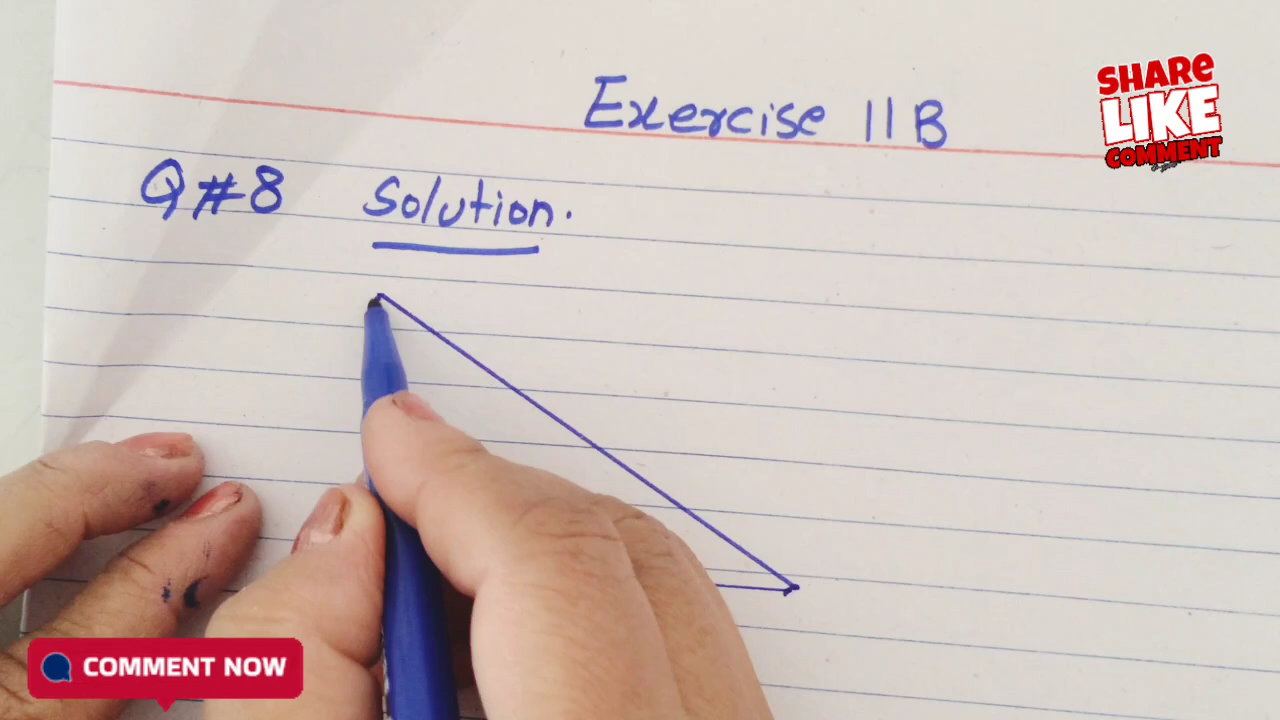 Exercise 11B
Q#8 Solution.
SHARE
LIKE
COMMENT
COMMENT NOW